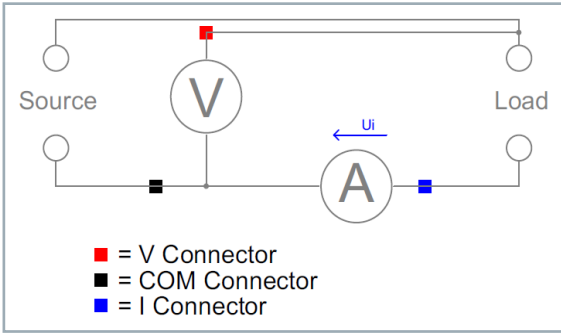 Source
V
Load
Ui
A
= V Connector
= COM Connector
= I Connector